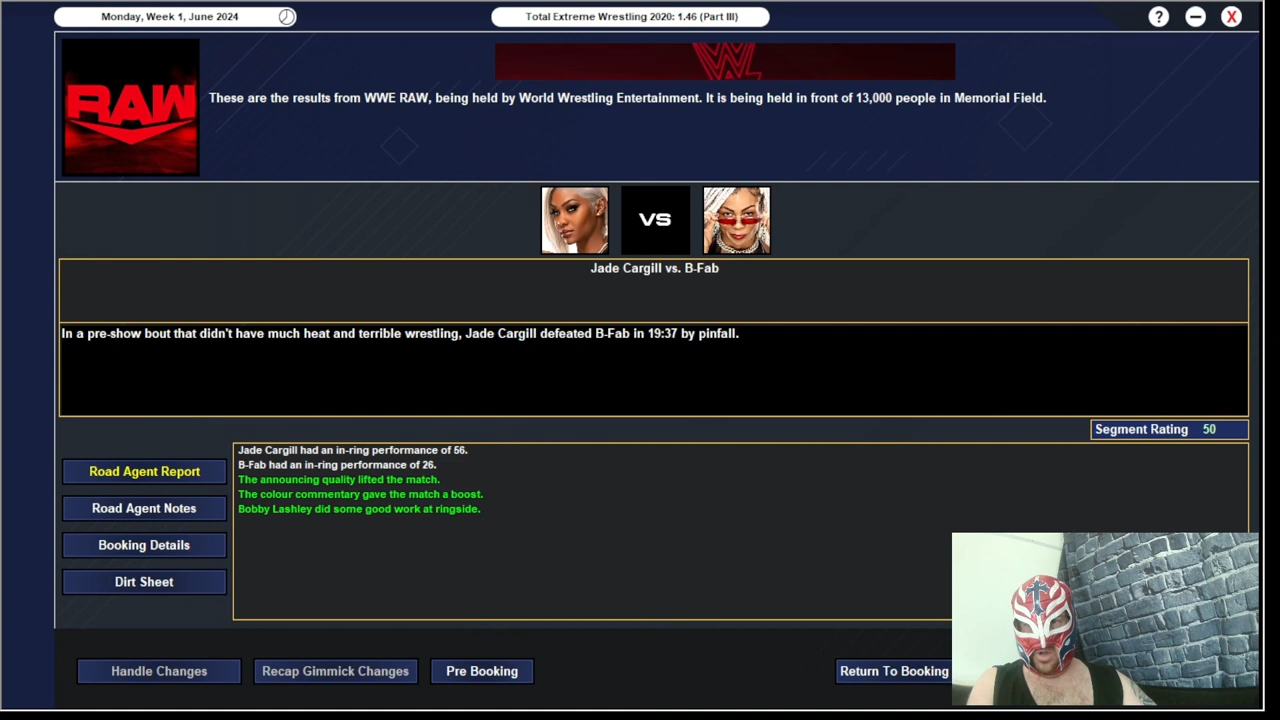 Monday, Week 1, June 2024
Total Extreme Wrestling 2020: 1.46 (Part III)
?
X
RAW
These are the results from WWE RAW, being held by World Wrestling Entertainment. It is being held in front of 13,000 people in Memorial Field.
VS
Jade Cargill vs. B-Fab
In a pre-show bout that didn't have much heat and terrible wrestling, Jade Cargill defeated B-Fab in 19:37 by pinfall.
Segment Rating 50
Road Agent Report
Road Agent Notes
Booking Details
Dirt Sheet
Jade Cargill had an in-ring performance of 56.
B-Fab had an in-ring performance of 26.
The announcing quality lifted the match.
The colour commentary gave the match a boost.
Bobby Lashley did some good work at ringside.
Handle Changes
Recap Gimmick Changes
Pre Booking
Return To Booking